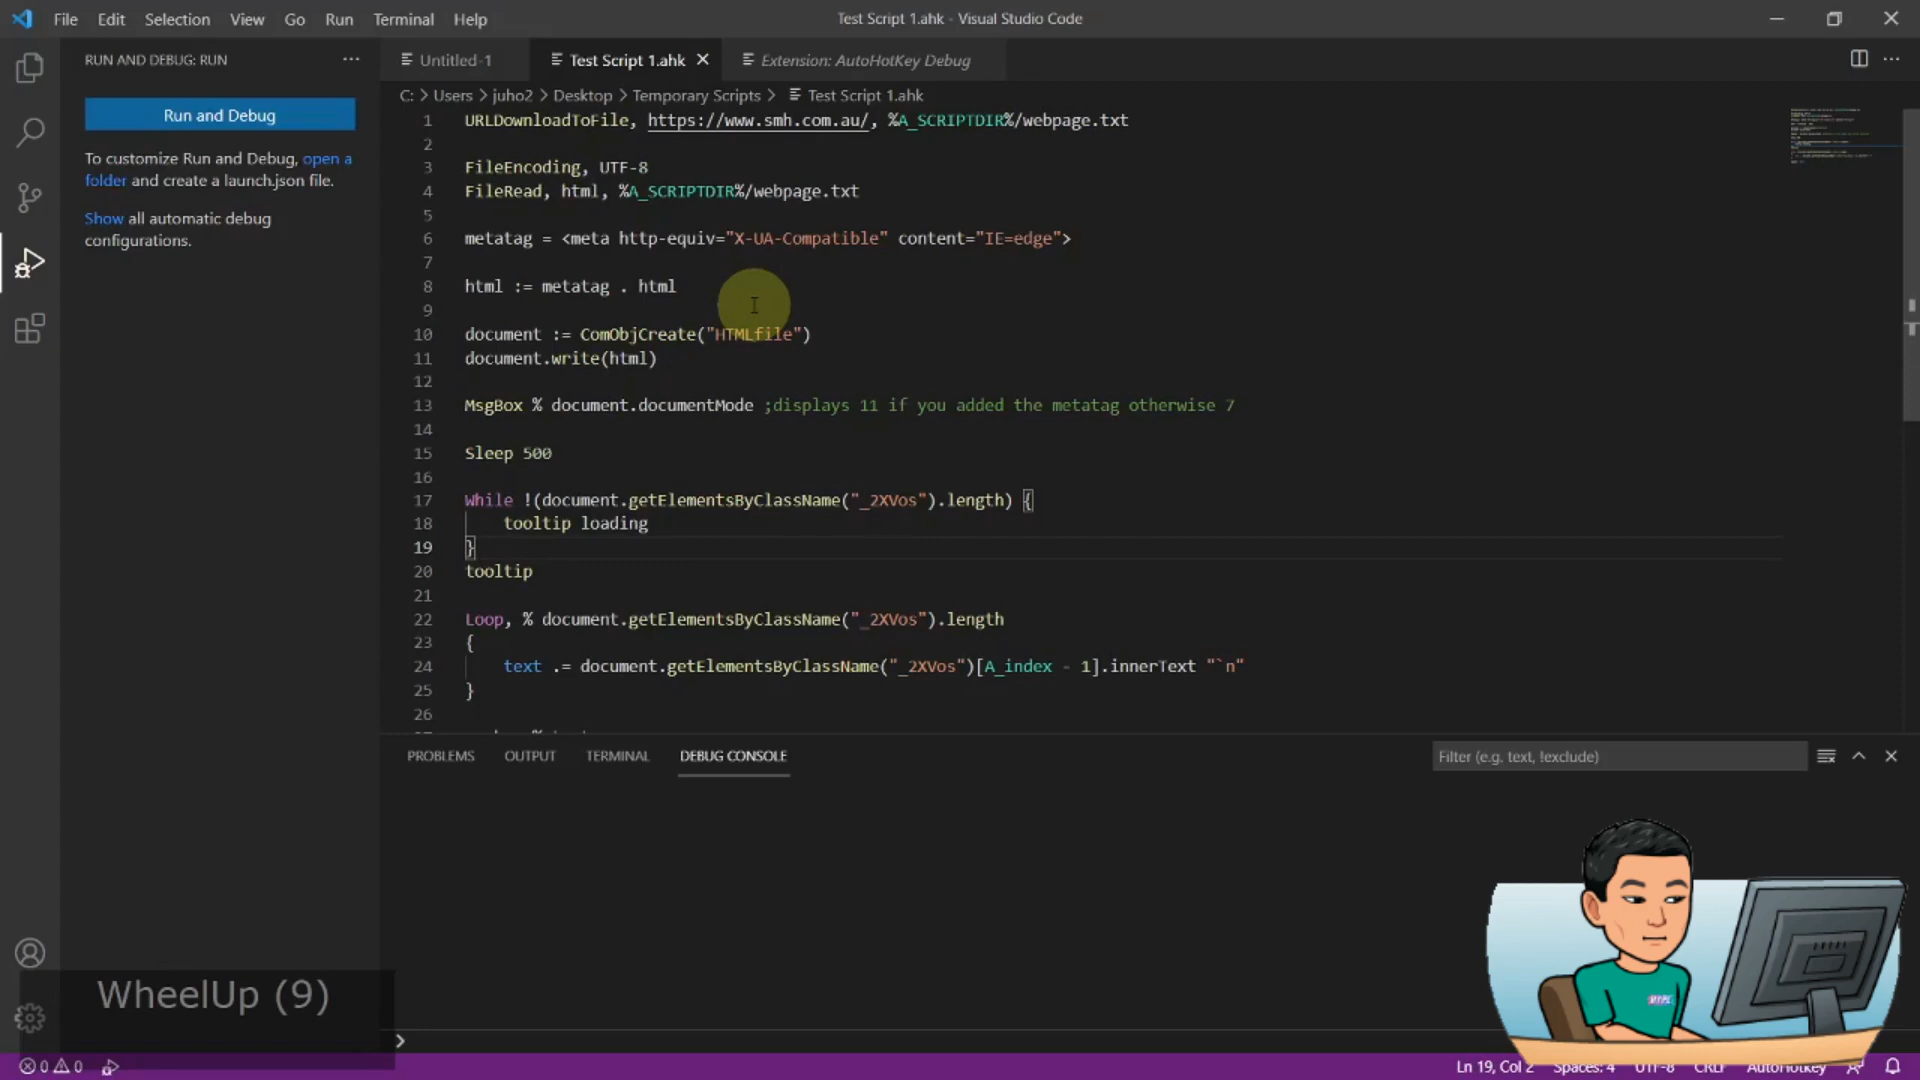 File Edit Selection View Go Run Terminal Help
Test Script 1.ahk - Visual Studio Code
RUN AND DEBUG: RUN
Run and Debug
To customize Run and Debug, open a
folder and create a launch.json file.
Show all automatic debug
configurations.
Untitled-1
Test Script 1.ahk
Extension: AutoHotKey Debug
C: > Users > juho2 > Desktop > Temporary Scripts > Test Script 1.ahk
1 URLDownloadToFile, https://www.smh.com.au/, %A_SCRIPTDIR%/webpage.txt
2
3 FileEncoding, UTF-8
4 FileRead, html, %A_SCRIPTDIR%/webpage.txt
5
6 metatag = <meta http-equiv="X-UA-Compatible" content="IE=edge">
7
8 html := metatag . html
9
10 document := ComObjCreate("HTMLfile")
11 document.write(html)
12
13 MsgBox % document.documentMode ;displays 11 if you added the metatag otherwise 7
14
15 Sleep 500
16
17 While !(document.getElementsByClassName("_2XVos").length) {
18 tooltip loading
19 }
20 tooltip
21
22 Loop, % document.getElementsByClassName("_2XVos").length
23 {
24 text .= document.getElementsByClassName("_2XVos")[A_index - 1].innerText "`n"
25 }
26
PROBLEMS OUTPUT TERMINAL DEBUG CONSOLE
Filter (e.g. text, !exclude)
WheelUp (9)
0 0
Ln 19, Col 2 Spaces: 4 UTF-8 CRLF AutoHotkey